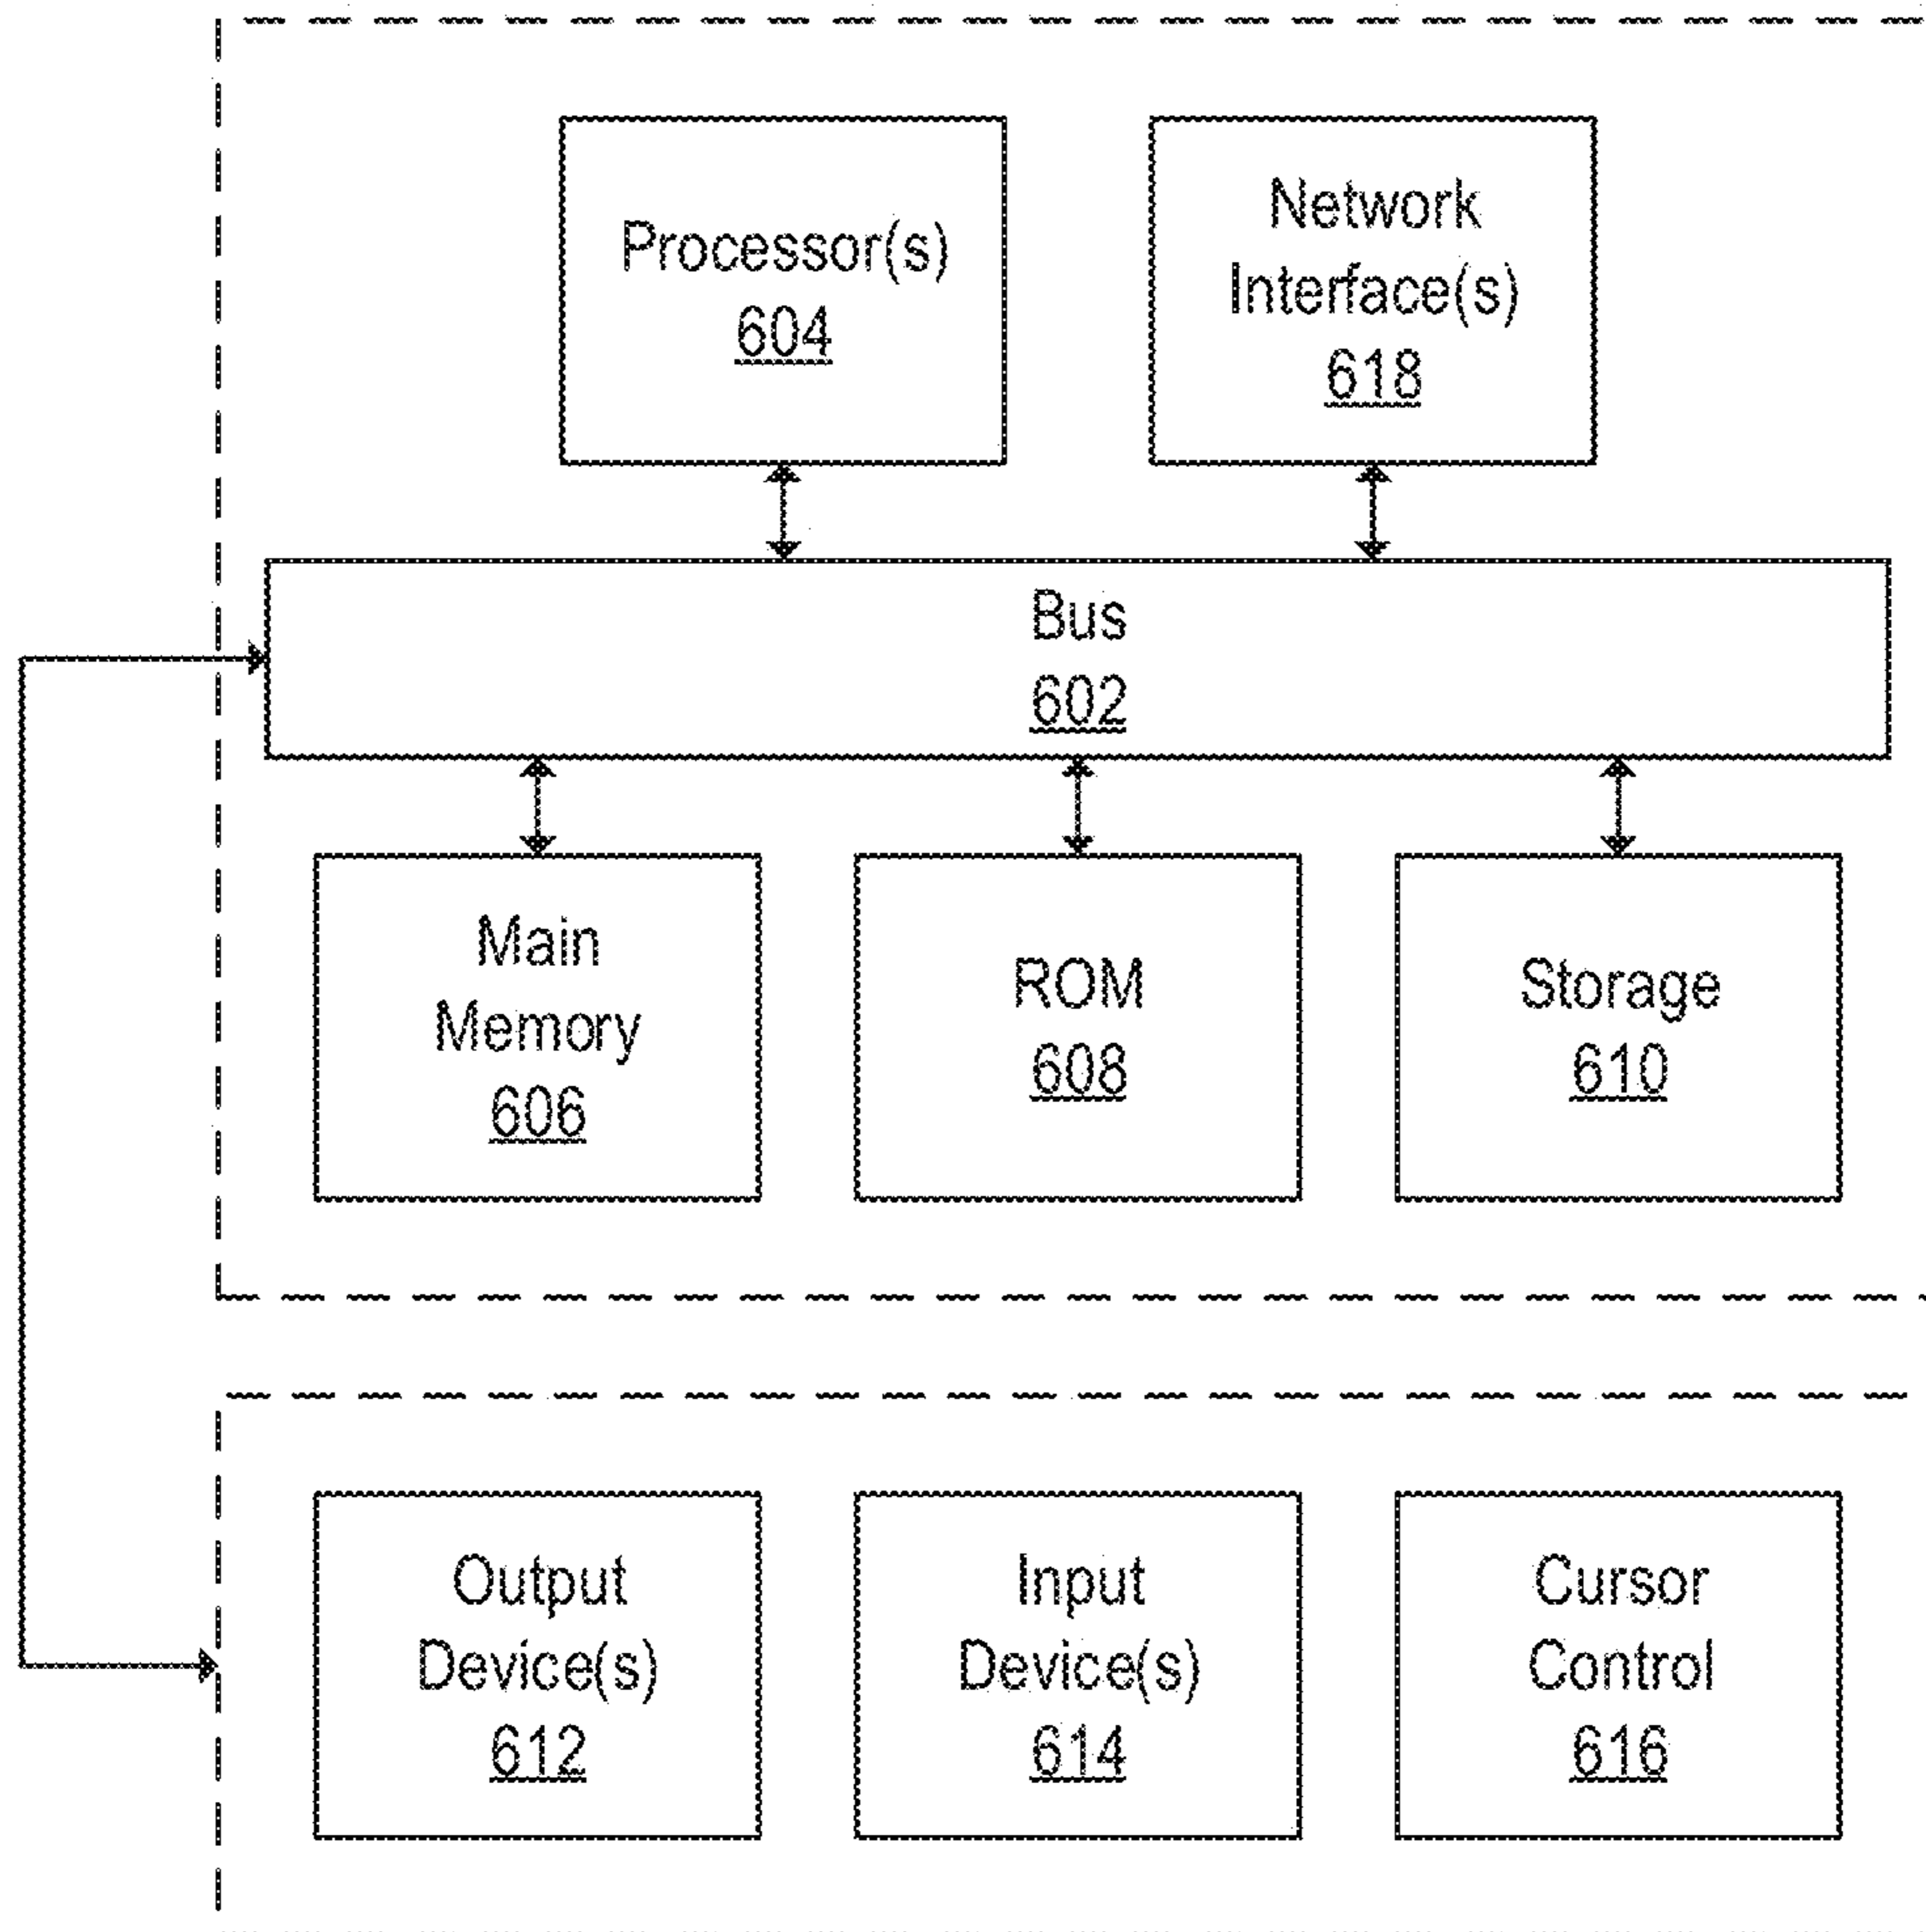 Processor(s)
604
Network
Interface(s)
618
Bus
602
Main
Memory
606
ROM
608
Storage
610
Output
Device(s)
612
Input
Device(s)
614
Cursor
Control
616